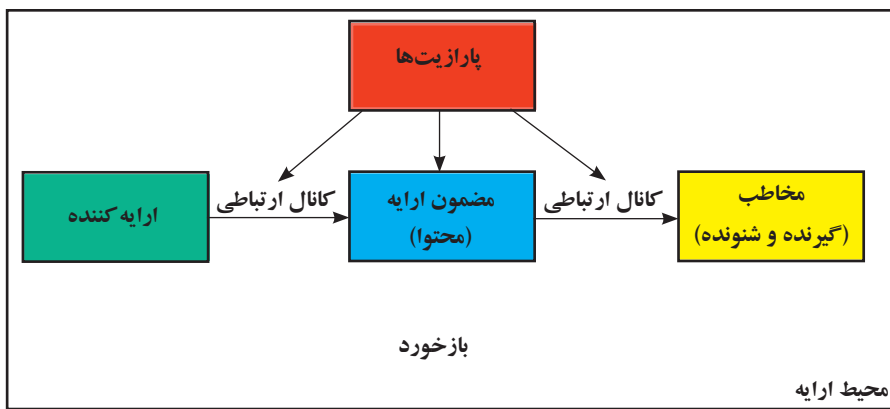 پارازیت‌ها
مخاطب
(گیرنده و شنونده)
کانال ارتباطی
مضمون ارایه
(محتوا)
کانال ارتباطی
ارایه کننده
بازخورد
محیط ارایه